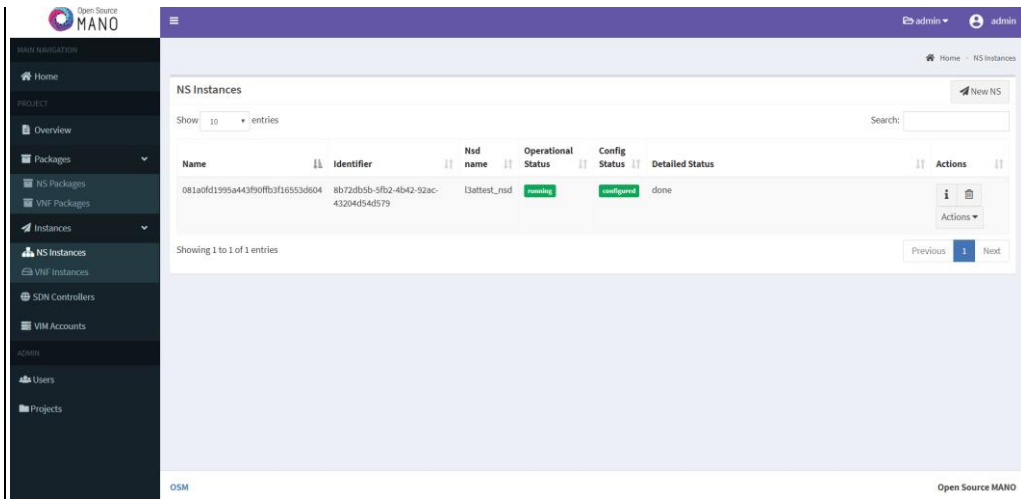 Open Source
MANO
admin
admin
MAIN NAVIGATION
Home
PROJECT
Overview
Packages
NS Packages
VNF Packages
Instances
NS Instances
VNF Instances
SDN Controllers
VIM Accounts
ADMIN
Users
Projects
Home
NS Instances
NS Instances
New NS
Show 10 entries
Search:
Name
Identifier
Nsd name
Operational Status
Config Status
Detailed Status
Actions
081a0fd1995a443f90ffb3f16553d604
8b72db5b-5fb2-4b42-92ac-
43204d54d579
l3attest_nsd
running
configured
done
Actions
Showing 1 to 1 of 1 entries
Previous 1 Next
OSM
Open Source MANO